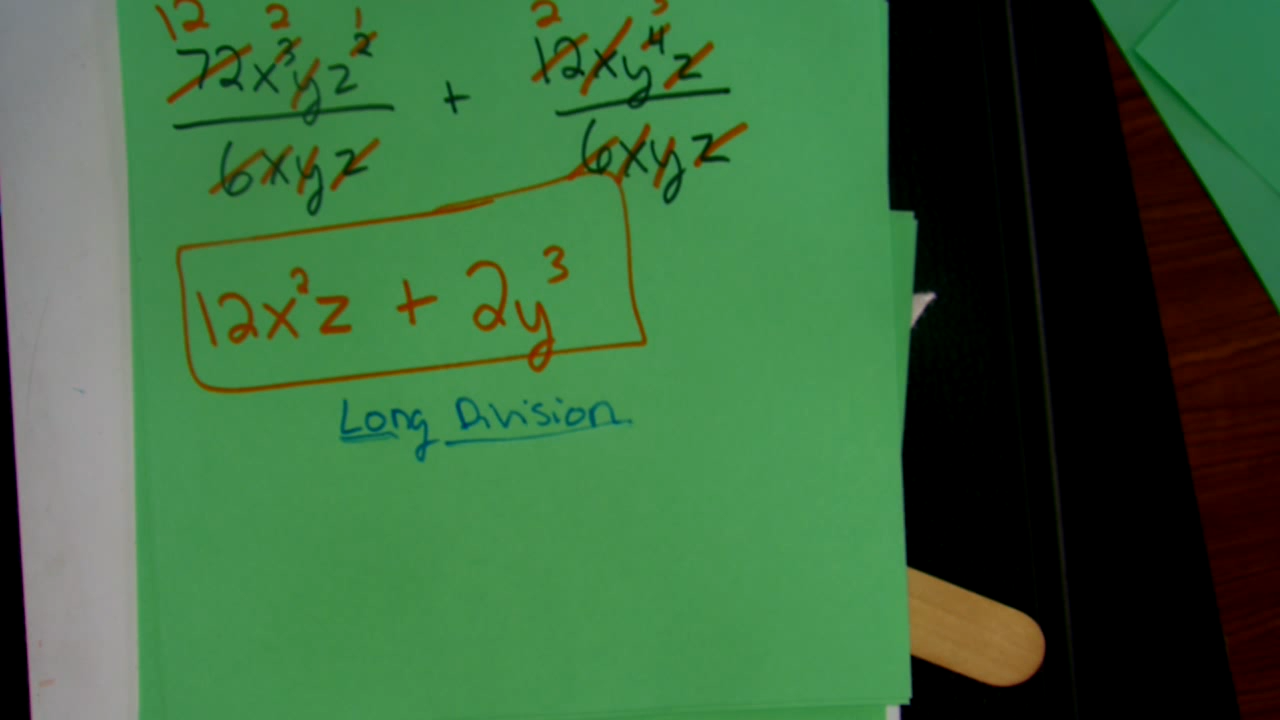 12 2 1 2 3
72x³yz² + 12xy⁴z
6xyz 6xyz
12x²z + 2y³
Long Division